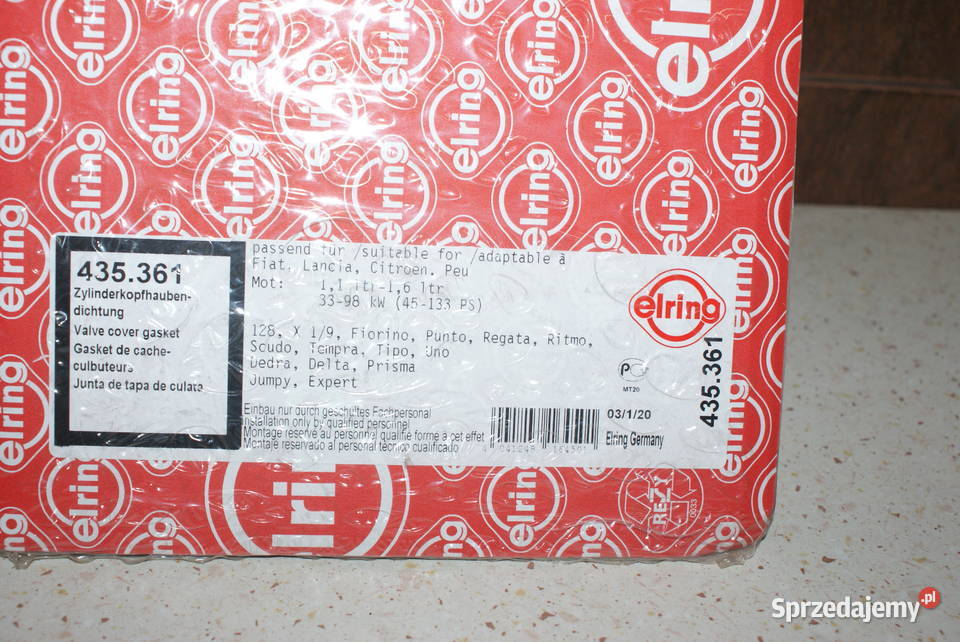 elring
435.361
Zylinderkopfhauben-
dichtung
Valve cover gasket
Gasket de cache-
culbuteurs
Junta de tapa de culata
passend für /suitable for /adaptable à
Fiat, Lancia, Citroen, Peu
Mot: 1,1 ltr-1,6 ltr
33-98 kW (45-133 PS)
128, X 1/9, Fiorino, Punto, Regata, Ritmo,
Scudo, Tempra, Tipo, Uno
Dedra, Delta, Prisma
Jumpy, Expert
Einbau nur durch geschultes Fachpersonal
Installation only by qualified personnel
Montage réservé au personnel qualifié formé à cet effet
Montaje reservado al personal técnico cualificado
elring
MT20
435.361
03/1/20
Elring Germany
REZY
0033
Sprzedajemy.pl